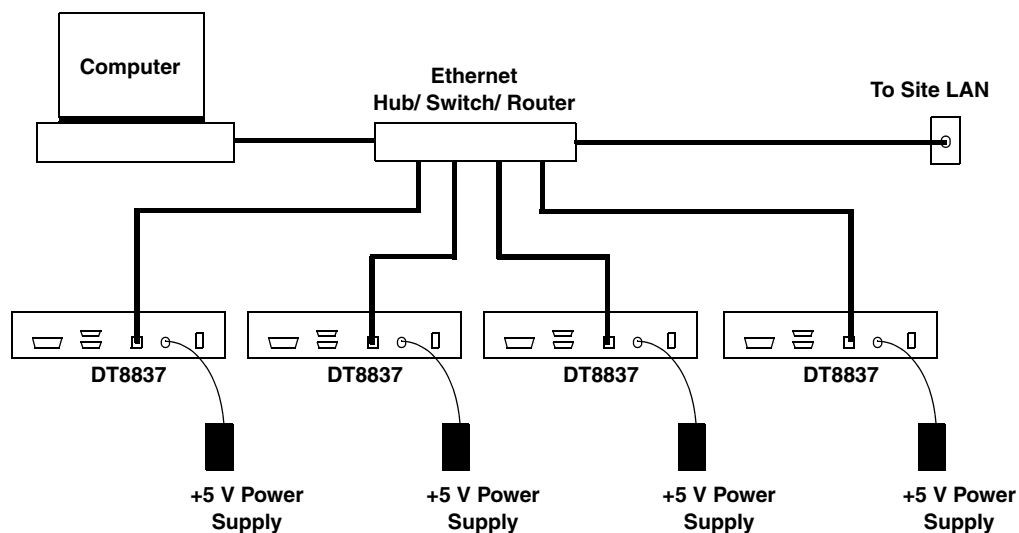 Computer
Ethernet
Hub/ Switch/ Router
To Site LAN
DT8837
DT8837
DT8837
DT8837
+5 V Power
Supply
+5 V Power
Supply
+5 V Power
Supply
+5 V Power
Supply